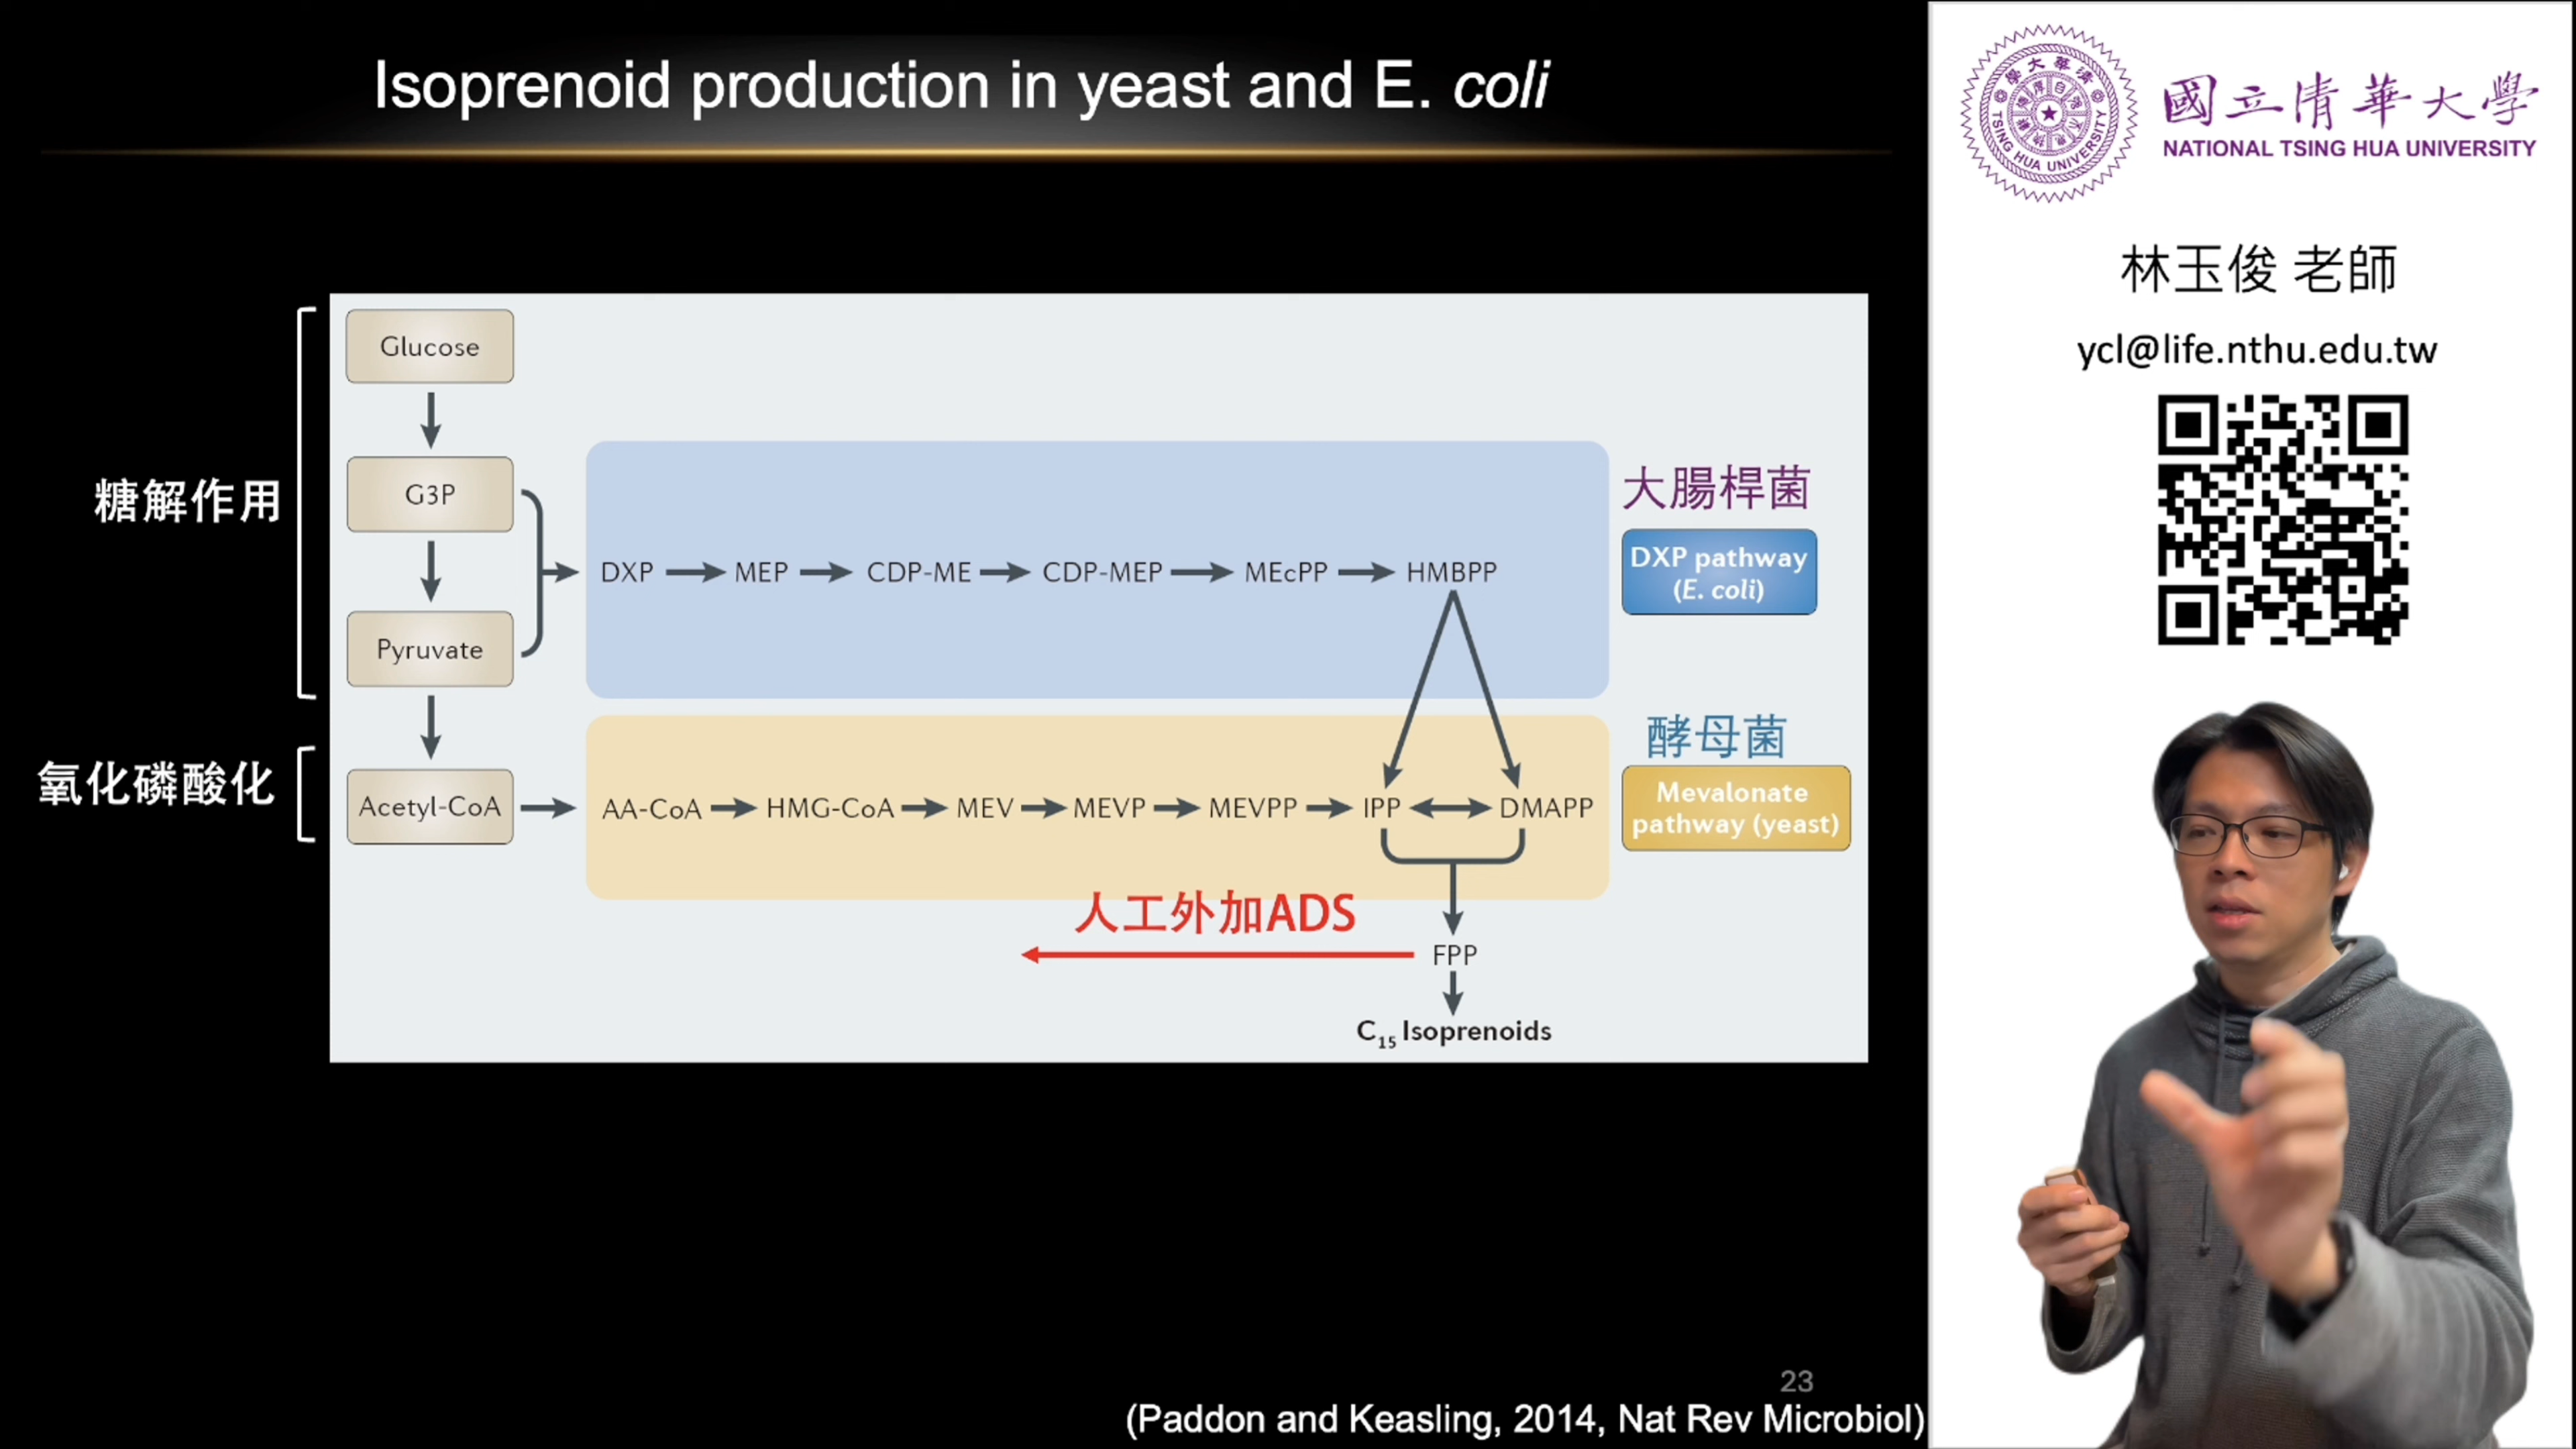 Isoprenoid production in yeast and E. coli
Glucose
G3P
Pyruvate
Acetyl-CoA
糖解作用
氧化磷酸化
DXP MEP CDP-ME CDP-MEP MEcPP HMBPP
大腸桿菌
DXP pathway
(E. coli)
AA-CoA HMG-CoA MEV MEVP MEVPP IPP DMAPP
酵母菌
Mevalonate
pathway (yeast)
人工外加ADS
FPP
C15 Isoprenoids
23
(Paddon and Keasling, 2014, Nat Rev Microbiol)
國立清華大學
NATIONAL TSING HUA UNIVERSITY
TSING HUA UNIVERSITY
林玉俊 老師
ycl@life.nthu.edu.tw